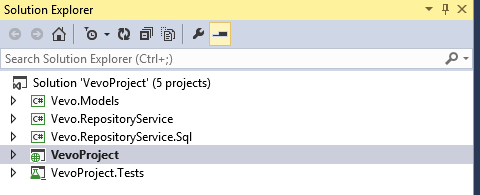 Solution Explorer
Search Solution Explorer (Ctrl+;)
Solution 'VevoProject' (5 projects)
C# Vevo.Models
C# Vevo.RepositoryService
C# Vevo.RepositoryService.Sql
VevoProject
VevoProject.Tests